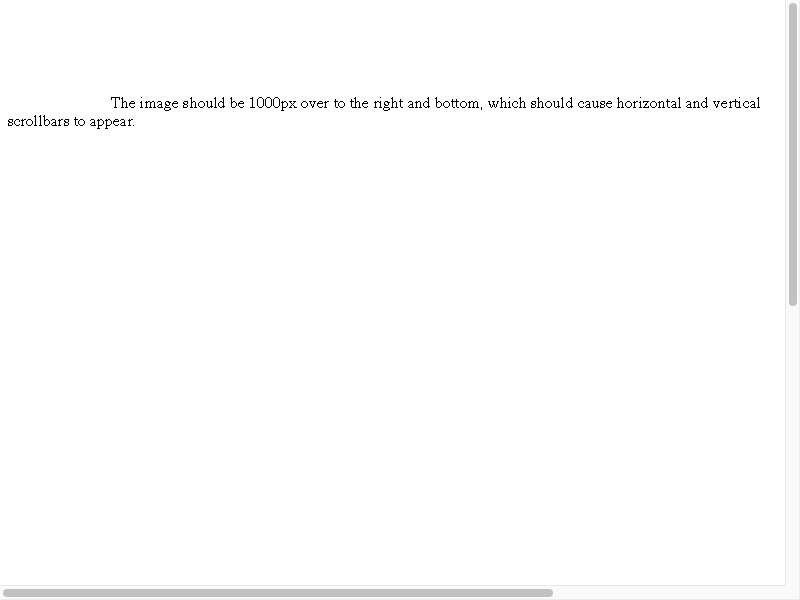 The image should be 1000px over to the right and bottom, which should cause horizontal and vertical
scrollbars to appear.